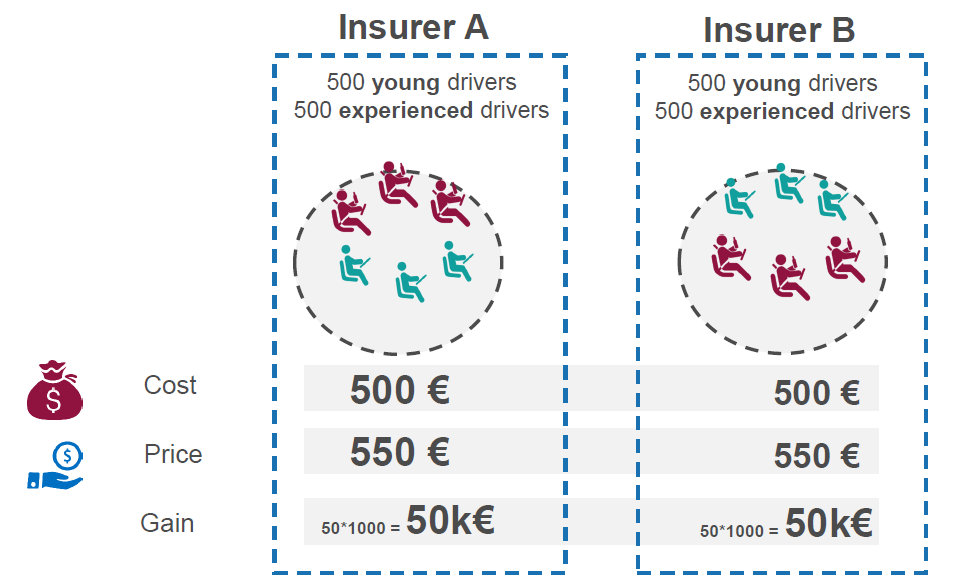 Insurer A
Insurer B
500 young drivers
500 experienced drivers
500 young drivers
500 experienced drivers
$
Cost
500 €
500 €
$
Price
550 €
550 €
Gain
50*1000 = 50k€
50*1000 = 50k€